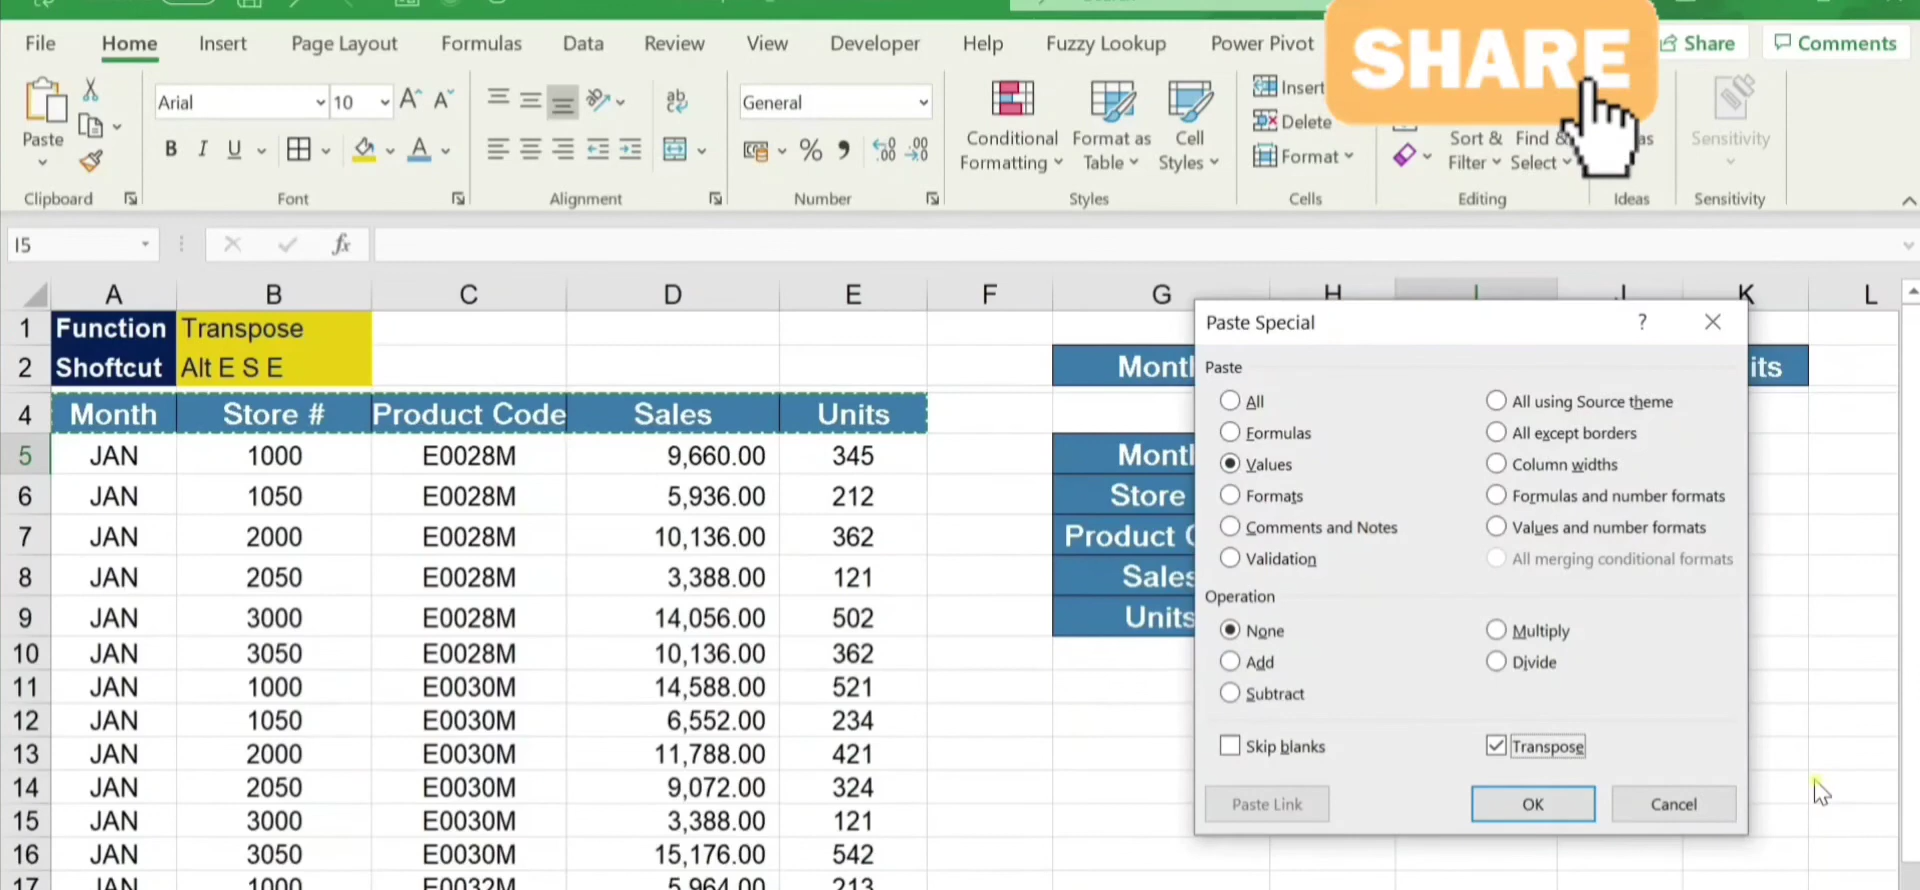 File Home Insert Page Layout Formulas Data Review View Developer Help Fuzzy Lookup Power Pivot SHARE Share Comments
Arial 10 General Insert
Paste Conditional Formatting Format as Table Cell Styles Delete Sort & Filter Find & Select Sensitivity
B I U % Format
Clipboard Font Alignment Number Styles Cells Editing Ideas Sensitivity
I5 fx
A B C D E F G H I J K L
1 Function Transpose
2 Shoftcut Alt E S E
4 Month Store # Product Code Sales Units
5 JAN 1000 E0028M 9,660.00 345
6 JAN 1050 E0028M 5,936.00 212
7 JAN 2000 E0028M 10,136.00 362
8 JAN 2050 E0028M 3,388.00 121
9 JAN 3000 E0028M 14,056.00 502
10 JAN 3050 E0028M 10,136.00 362
11 JAN 1000 E0030M 14,588.00 521
12 JAN 1050 E0030M 6,552.00 234
13 JAN 2000 E0030M 11,788.00 421
14 JAN 2050 E0030M 9,072.00 324
15 JAN 3000 E0030M 3,388.00 121
16 JAN 3050 E0030M 15,176.00 542
17 JAN 1000 E0032M 5,964.00 213
Store
Product
Sales
Units
Paste Special ?
Paste
All All using Source theme
Formulas All except borders
Values Column widths
Formats Formulas and number formats
Comments and Notes Values and number formats
Validation All merging conditional formats
Operation
None Multiply
Add Divide
Subtract
Skip blanks Transpose
Paste Link OK Cancel